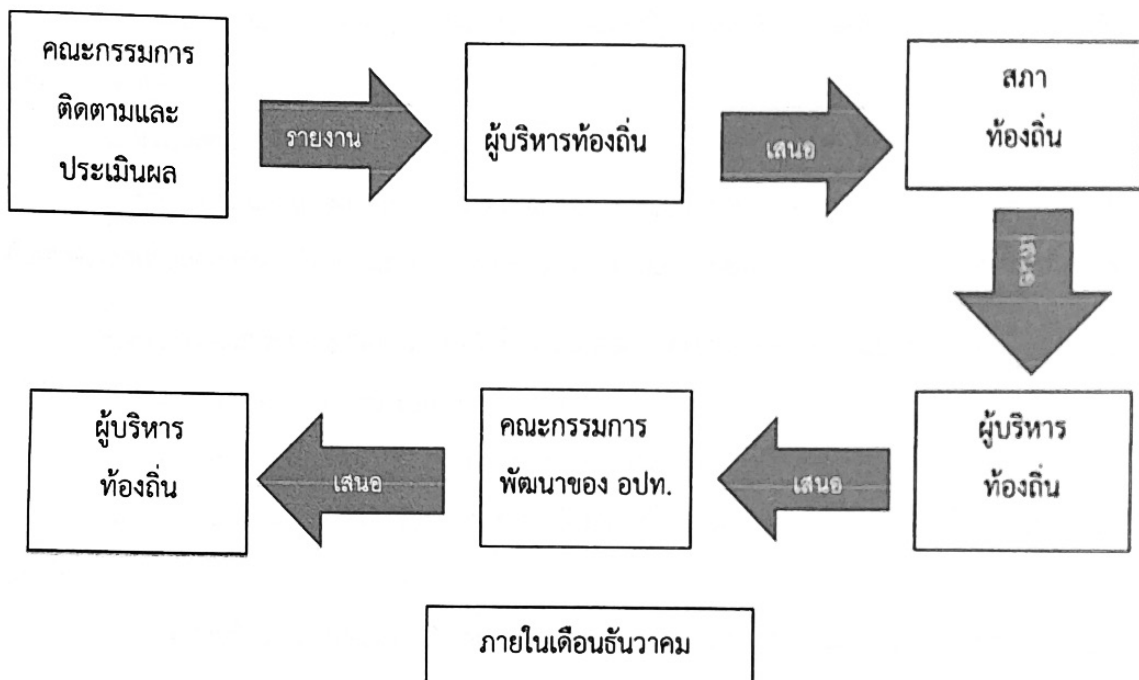 คณะกรรมการ
ติดตามและ
ประเมินผล
รายงาน
ผู้บริหารท้องถิ่น
เสนอ
สภา
ท้องถิ่น
ผู้บริหาร
ท้องถิ่น
เสนอ
คณะกรรมการ
พัฒนาของ อปท.
เสนอ
ผู้บริหาร
ท้องถิ่น
ภายในเดือนธันวาคม